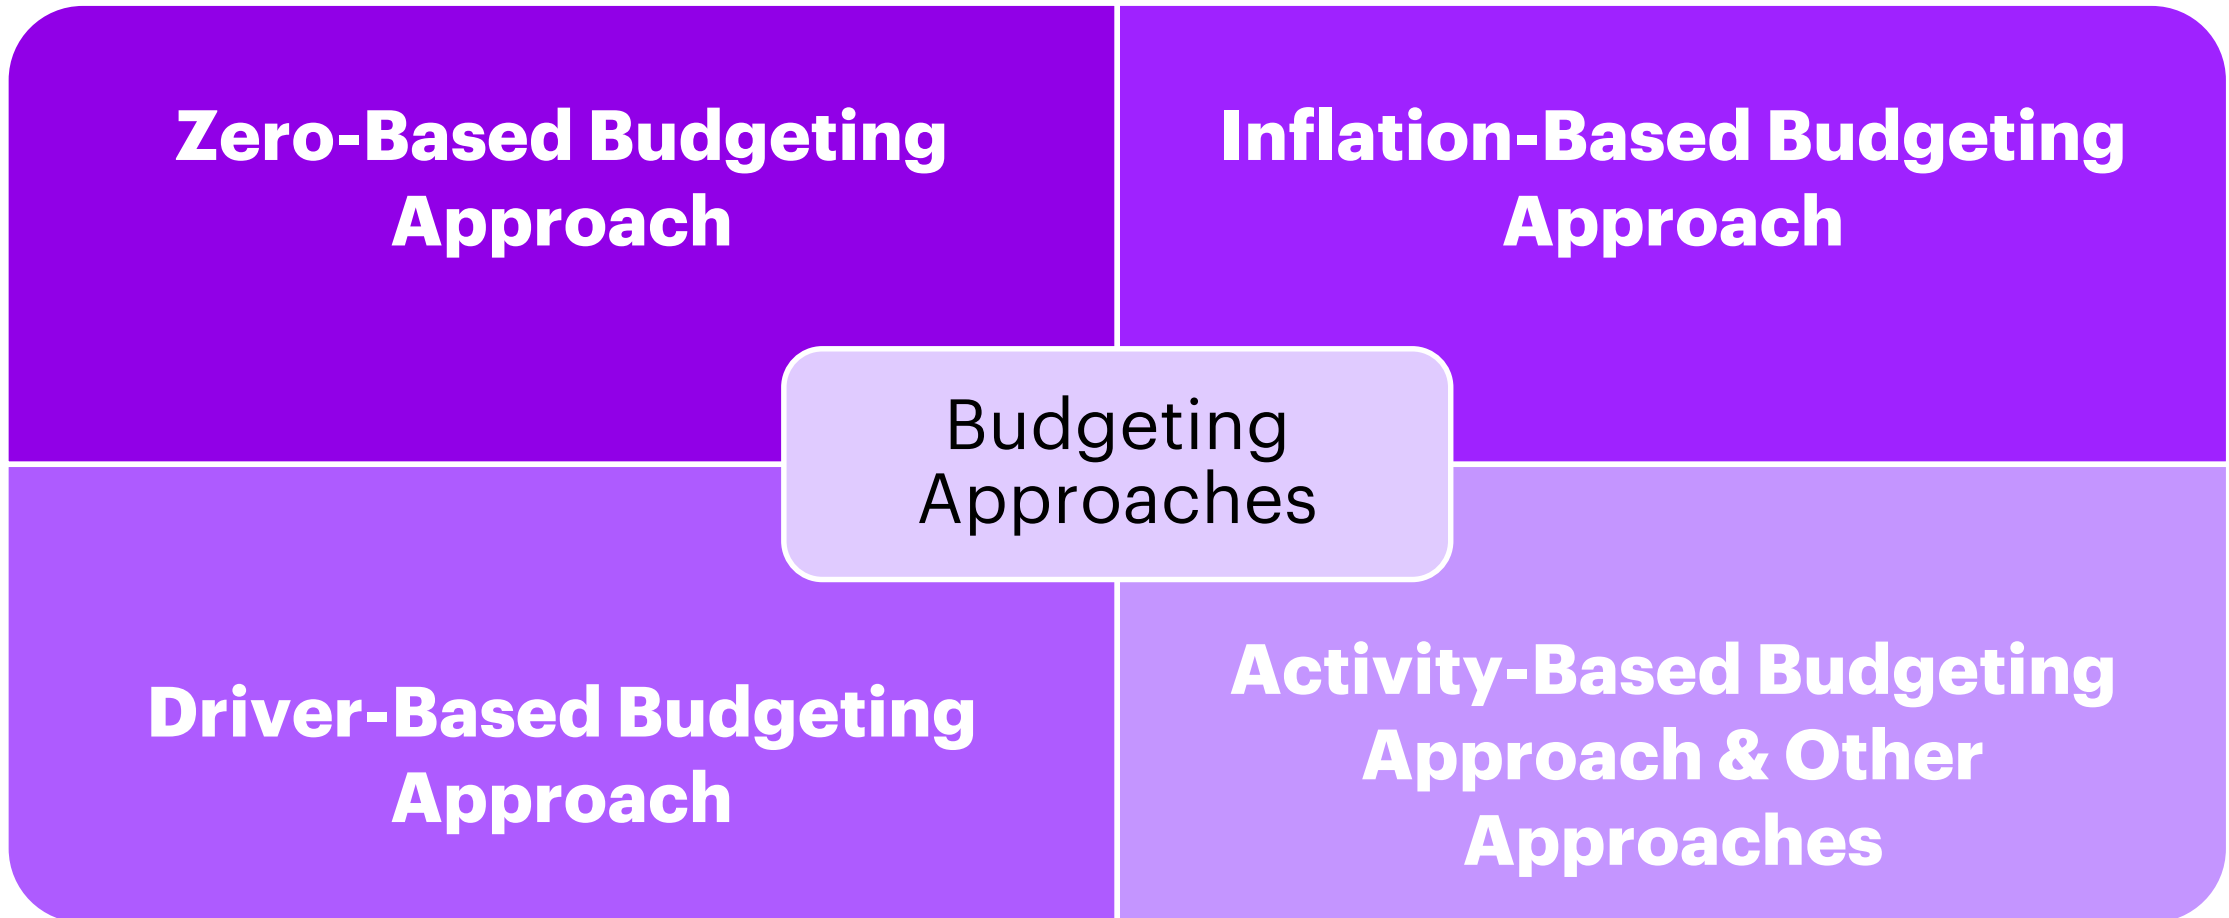 Zero-Based Budgeting
Approach
Inflation-Based Budgeting
Approach
Budgeting
Approaches
Driver-Based Budgeting
Approach
Activity-Based Budgeting
Approach & Other
Approaches